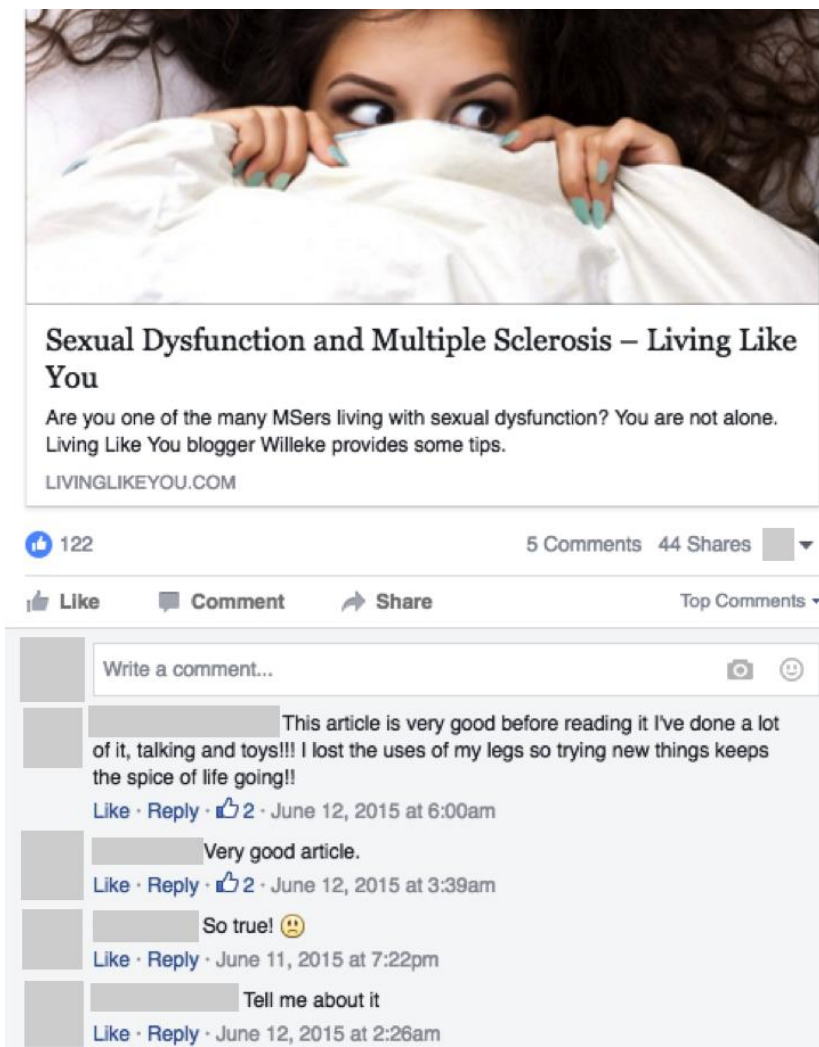 Sexual Dysfunction and Multiple Sclerosis – Living Like
You
Are you one of the many MSers living with sexual dysfunction? You are not alone.
Living Like You blogger Willeke provides some tips.
LIVINGLIKEYOU.COM
122
5 Comments 44 Shares
Like Comment Share Top Comments
Write a comment...
This article is very good before reading it I've done a lot
of it, talking and toys!!! I lost the uses of my legs so trying new things keeps
the spice of life going!!
Like · Reply · 2 · June 12, 2015 at 6:00am
Very good article.
Like · Reply · 2 · June 12, 2015 at 3:39am
So true!
Like · Reply · June 11, 2015 at 7:22pm
Tell me about it
Like · Reply · June 12, 2015 at 2:26am